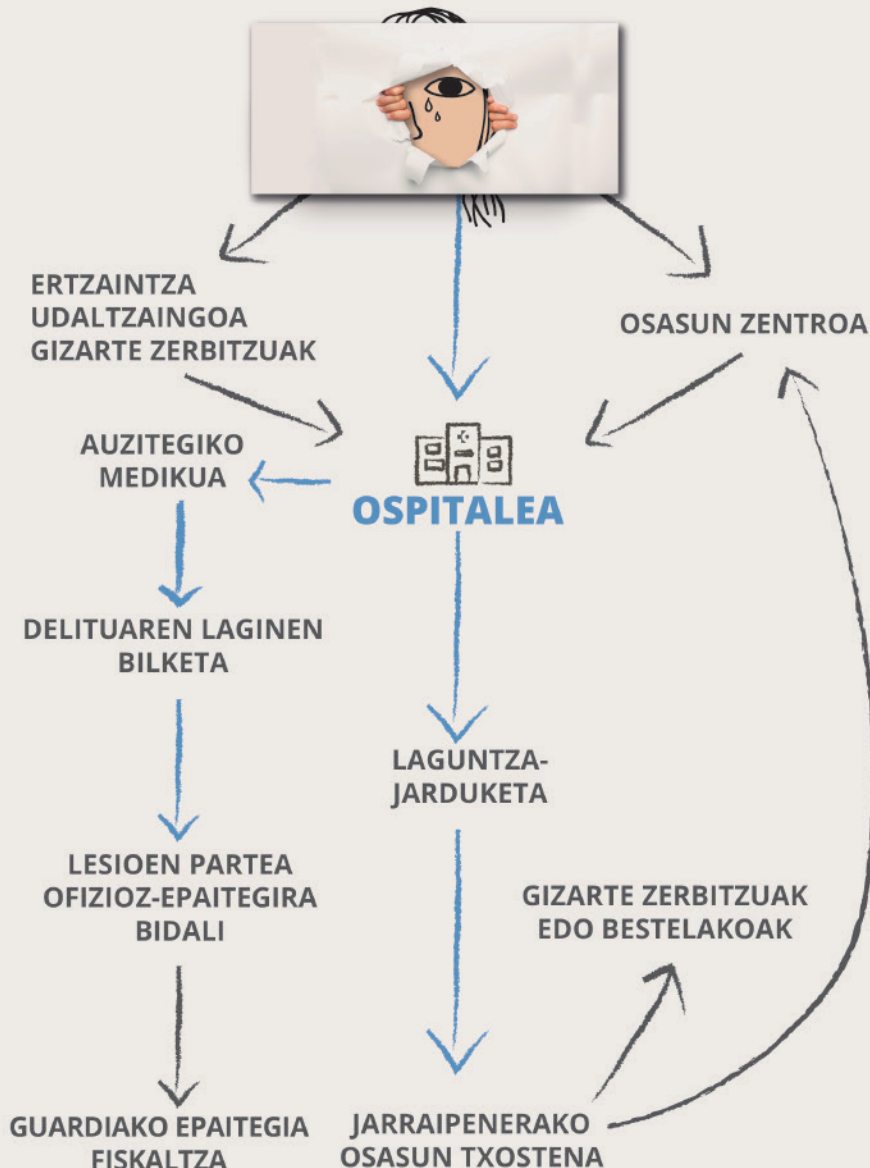 ERTZAINTZA
UDALTZAINGOA
GIZARTE ZERBITZUAK
OSASUN ZENTROA
AUZITEGIKO
MEDIKUA
OSPITALEA
DELITUAREN LAGINEN
BILKETA
LAGUNTZA-
JARDUKETA
LESIOEN PARTEA
OFIZIOZ-EPAITEGIRA
BIDALI
GIZARTE ZERBITZUAK
EDO BESTELAKOAK
GUARDIAKO EPAITEGIA
FISKALTZA
JARRAIPENERAKO
OSASUN TXOSTENA